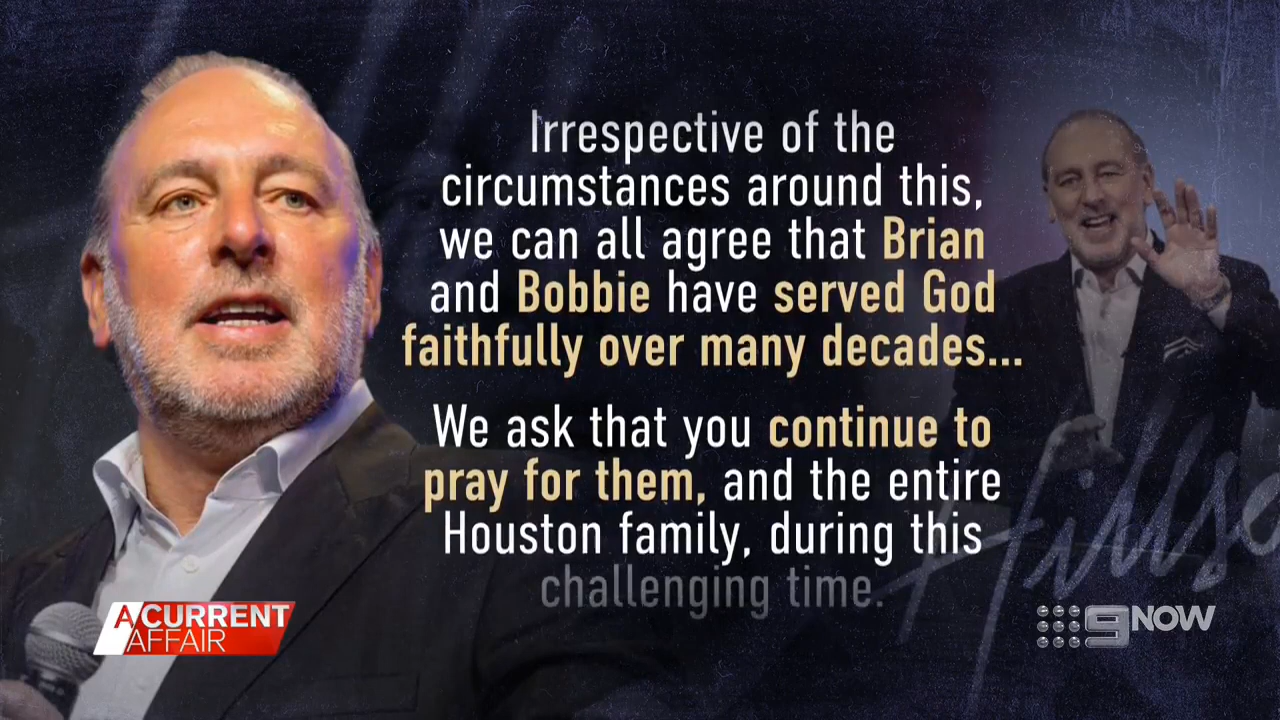 Irrespective of the
circumstances around this,
we can all agree that Brian
and Bobbie have served God
faithfully over many decades...
We ask that you continue to
pray for them, and the entire
Houston family, during this
challenging time.
Hillso
A CURRENT
AFFAIR
9NOW